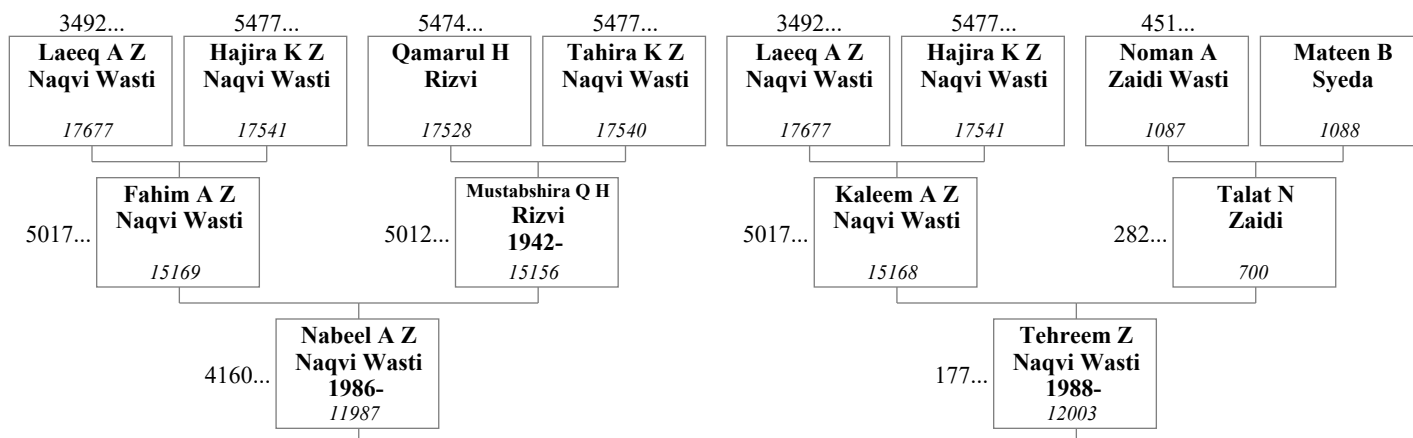 3492...
5477...
5474...
5477...
3492...
5477...
451...
Laeeq A Z
Naqvi Wasti
17677
Hajira K Z
Naqvi Wasti
17541
Qamarul H
Rizvi
17528
Tahira K Z
Naqvi Wasti
17540
Laeeq A Z
Naqvi Wasti
17677
Hajira K Z
Naqvi Wasti
17541
Noman A
Zaidi Wasti
1087
Mateen B
Syeda
1088
5017...
Fahim A Z
Naqvi Wasti
15169
5012...
Mustabshira Q H
Rizvi
1942-
15156
5017...
Kaleem A Z
Naqvi Wasti
15168
282...
Talat N
Zaidi
700
4160...
Nabeel A Z
Naqvi Wasti
1986-
11987
177...
Tehreem Z
Naqvi Wasti
1988-
12003